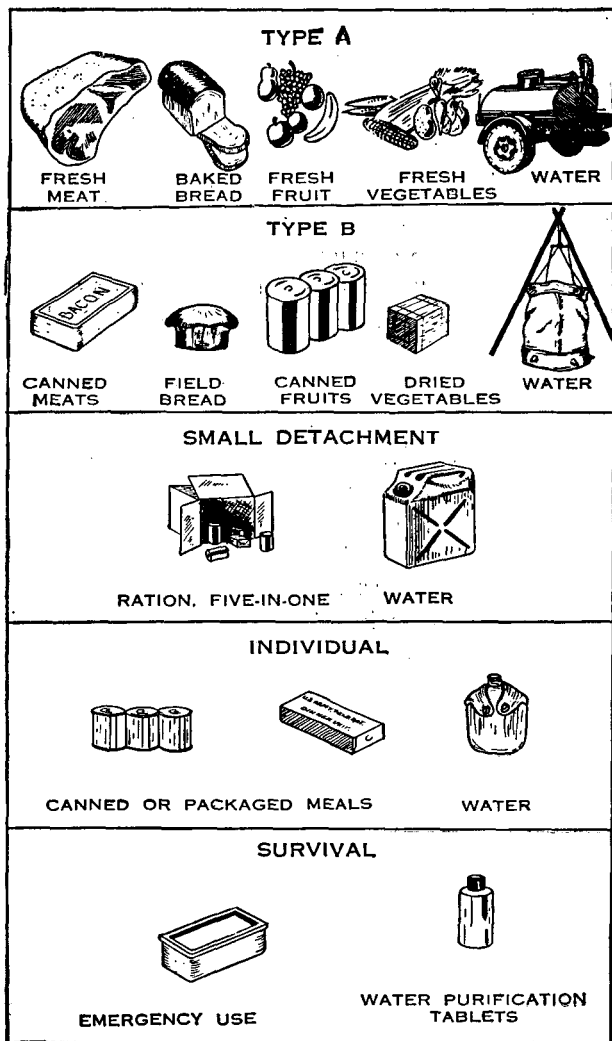 TYPE A
FRESH MEAT
BAKED BREAD
FRESH FRUIT
FRESH VEGETABLES
WATER
TYPE B
BACON
CANNED MEATS
FIELD BREAD
CANNED FRUITS
DRIED VEGETABLES
WATER
SMALL DETACHMENT
RATION, FIVE-IN-ONE
WATER
INDIVIDUAL
CANNED OR PACKAGED MEALS
WATER
SURVIVAL
EMERGENCY USE
WATER PURIFICATION
TABLETS